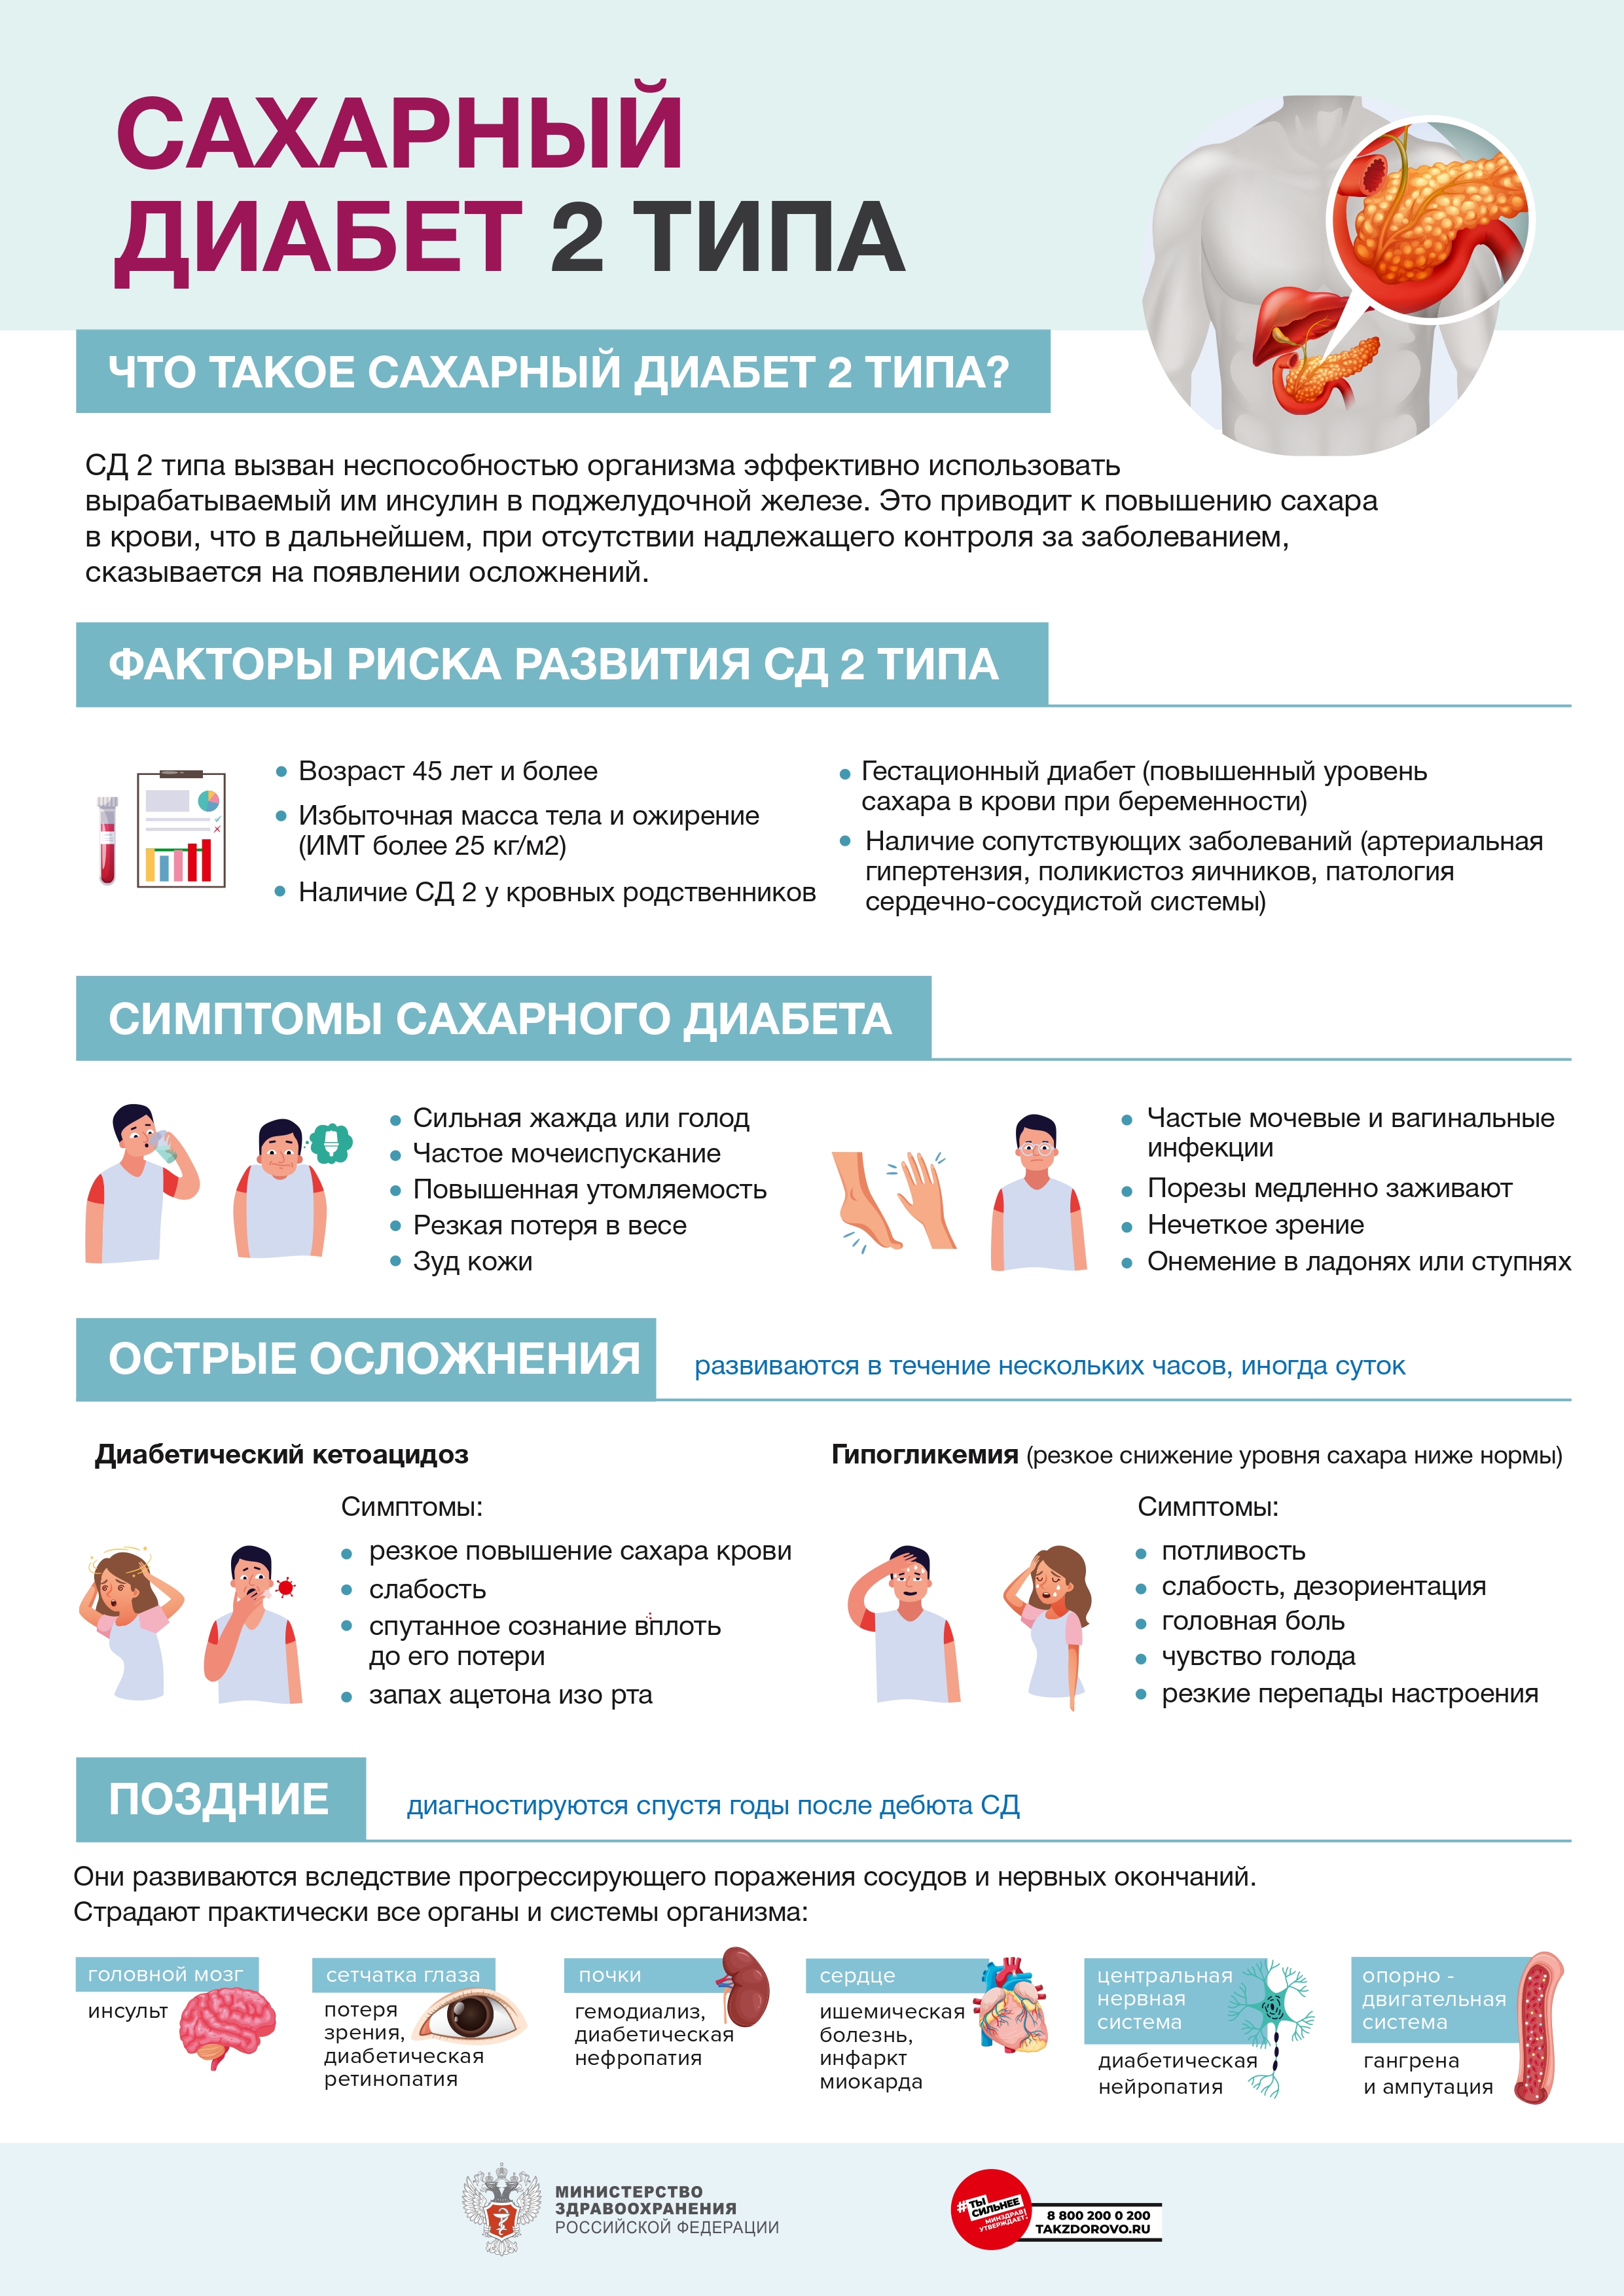 САХАРНЫЙ
ДИАБЕТ 2 ТИПА
ЧТО ТАКОЕ САХАРНЫЙ ДИАБЕТ 2 ТИПА?
СД 2 типа вызван неспособностью организма эффективно использовать
вырабатываемый им инсулин в поджелудочной железе. Это приводит к повышению сахара
в крови, что в дальнейшем, при отсутствии надлежащего контроля за заболеванием,
сказывается на появлении осложнений.
ФАКТОРЫ РИСКА РАЗВИТИЯ СД 2 ТИПА
Возраст 45 лет и более
Избыточная масса тела и ожирение
(ИМТ более 25 кг/м2)
Наличие СД 2 у кровных родственников
Гестационный диабет (повышенный уровень
сахара в крови при беременности)
Наличие сопутствующих заболеваний (артериальная
гипертензия, поликистоз яичников, патология
сердечно-сосудистой системы)
СИМПТОМЫ САХАРНОГО ДИАБЕТА
Сильная жажда или голод
Частое мочеиспускание
Повышенная утомляемость
Резкая потеря в весе
Зуд кожи
Частые мочевые и вагинальные
инфекции
Порезы медленно заживают
Нечеткое зрение
Онемение в ладонях или ступнях
ОСТРЫЕ ОСЛОЖНЕНИЯ
развиваются в течение нескольких часов, иногда суток
Диабетический кетоацидоз
Симптомы:
резкое повышение сахара крови
слабость
спутанное сознание вплоть
до его потери
запах ацетона изо рта
Гипогликемия (резкое снижение уровня сахара ниже нормы)
Симптомы:
потливость
слабость, дезориентация
головная боль
чувство голода
резкие перепады настроения
ПОЗДНИЕ
диагностируются спустя годы после дебюта СД
Они развиваются вследствие прогрессирующего поражения сосудов и нервных окончаний.
Страдают практически все органы и системы организма:
головной мозг
инсульт
сетчатка глаза
потеря
зрения,
диабетическая
ретинопатия
почки
гемодиализ,
диабетическая
нефропатия
сердце
ишемическая
болезнь,
инфаркт
миокарда
центральная
нервная
система
диабетическая
нейропатия
опорно -
двигательная
система
гангрена
и ампутация
МИНИСТЕРСТВО
ЗДРАВООХРАНЕНИЯ
РОССИЙСКОЙ ФЕДЕРАЦИИ
#ТЫ
СИЛЬНЕЕ
МИНЗДРАВ
УТВЕРЖДАЕТ!
8 800 200 0 200
TAKZDOROVO.RU